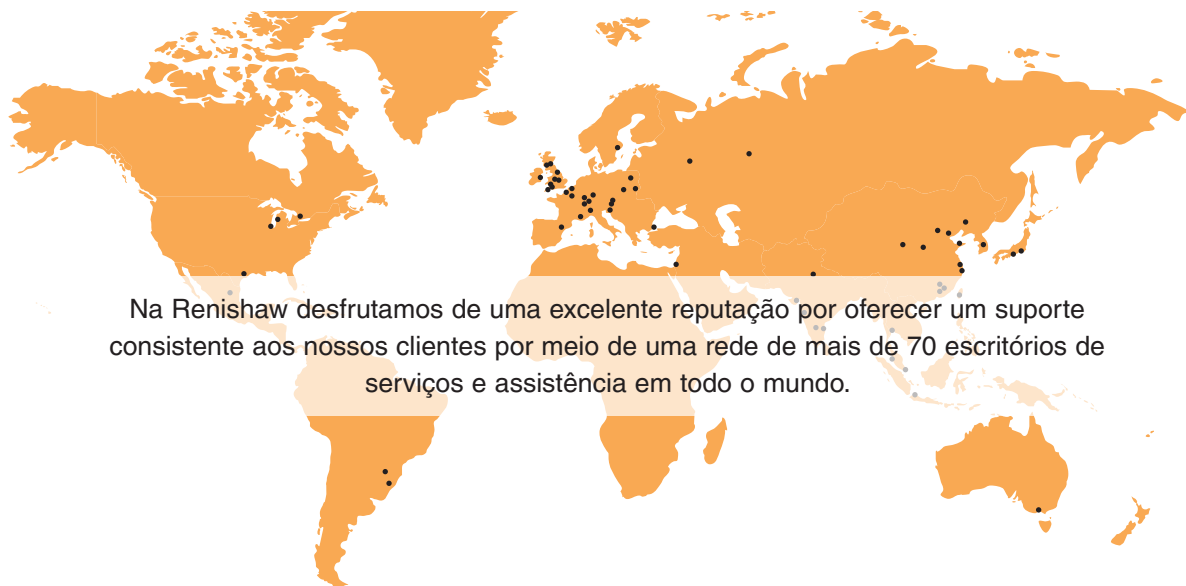 Na Renishaw desfrutamos de uma excelente reputação por oferecer um suporte
consistente aos nossos clientes por meio de uma rede de mais de 70 escritórios de
serviços e assistência em todo o mundo.